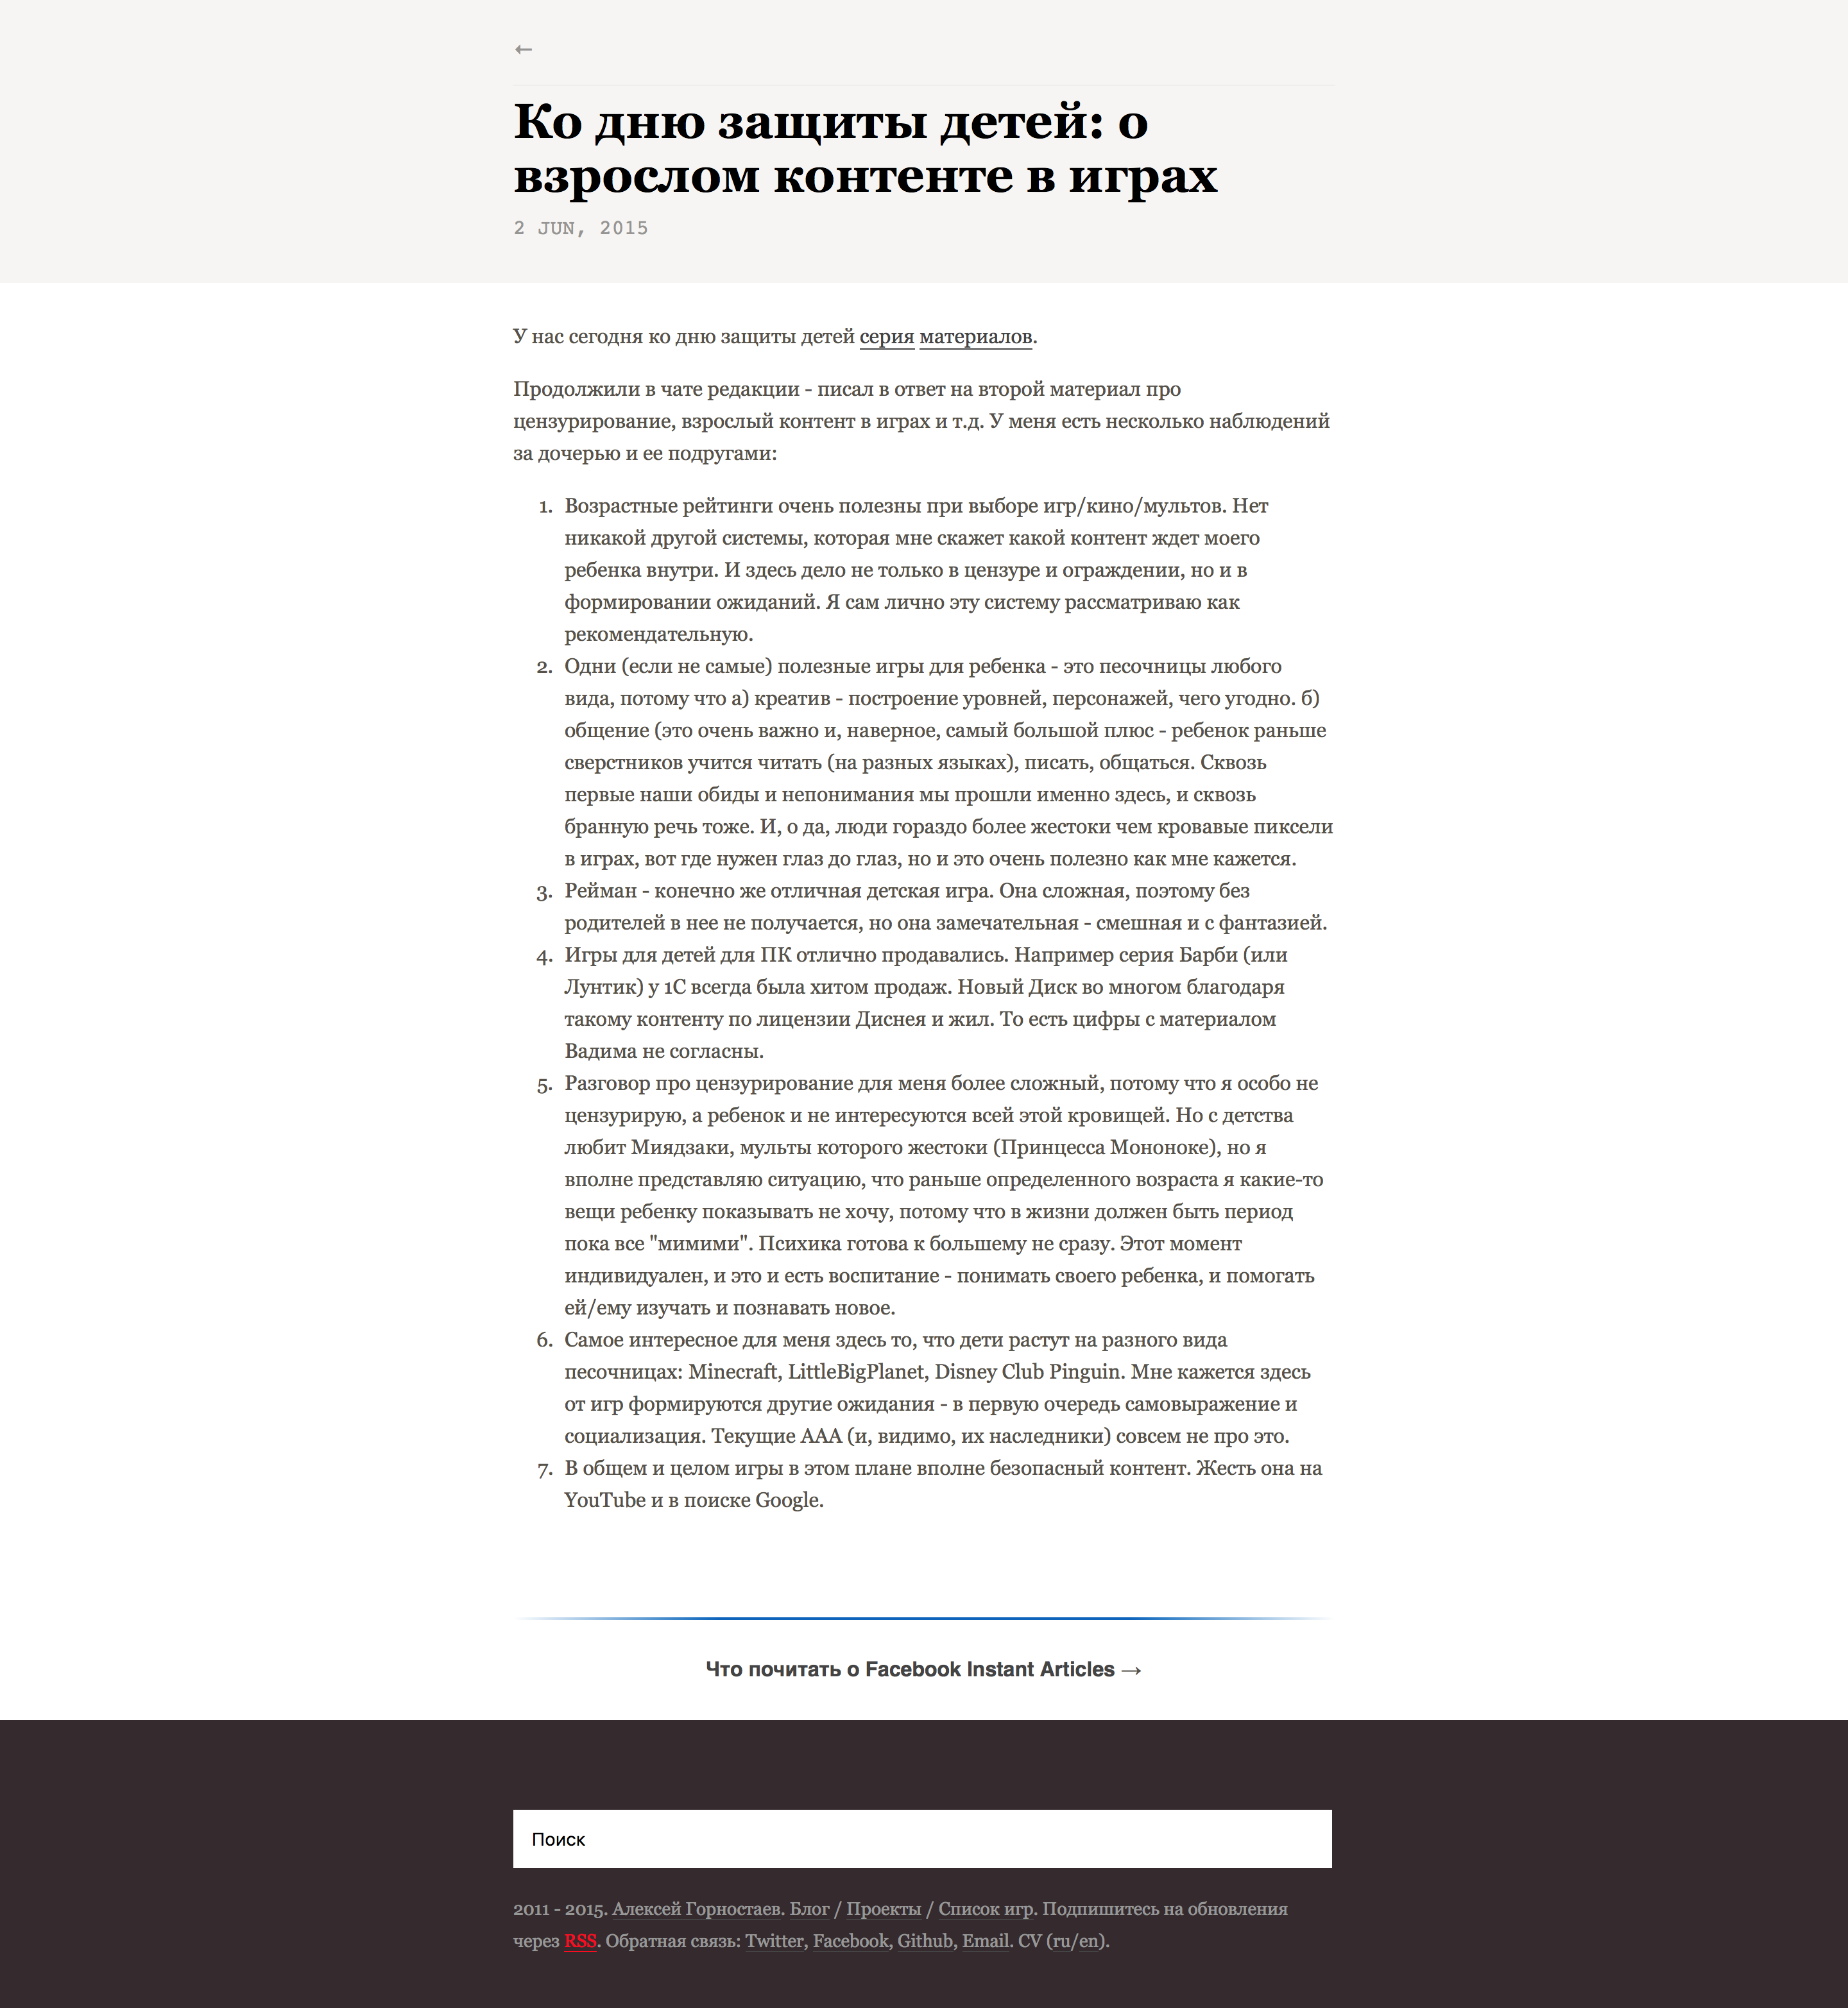 ←
Ко дню защиты детей: о
взрослом контенте в играх
2 JUN, 2015
У нас сегодня ко дню защиты детей серия материалов.
Продолжили в чате редакции - писал в ответ на второй материал про
цензурирование, взрослый контент в играх и т.д. У меня есть несколько наблюдений
за дочерью и ее подругами:
1. Возрастные рейтинги очень полезны при выборе игр/кино/мультов. Нет
никакой другой системы, которая мне скажет какой контент ждет моего
ребенка внутри. И здесь дело не только в цензуре и ограждении, но и в
формировании ожиданий. Я сам лично эту систему рассматриваю как
рекомендательную.
2. Одни (если не самые) полезные игры для ребенка - это песочницы любого
вида, потому что а) креатив - построение уровней, персонажей, чего угодно. б)
общение (это очень важно и, наверное, самый большой плюс - ребенок раньше
сверстников учится читать (на разных языках), писать, общаться. Сквозь
первые наши обиды и непонимания мы прошли именно здесь, и сквозь
бранную речь тоже. И, о да, люди гораздо более жестоки чем кровавые пиксели
в играх, вот где нужен глаз до глаз, но и это очень полезно как мне кажется.
3. Рейман - конечно же отличная детская игра. Она сложная, поэтому без
родителей в нее не получается, но она замечательная - смешная и с фантазией.
4. Игры для детей для ПК отлично продавались. Например серия Барби (или
Лунтик) у 1С всегда была хитом продаж. Новый Диск во многом благодаря
такому контенту по лицензии Диснея и жил. То есть цифры с материалом
Вадима не согласны.
5. Разговор про цензурирование для меня более сложный, потому что я особо не
цензурирую, а ребенок и не интересуются всей этой кровищей. Но с детства
любит Миядзаки, мульты которого жестоки (Принцесса Мононоке), но я
вполне представляю ситуацию, что раньше определенного возраста я какие-то
вещи ребенку показывать не хочу, потому что в жизни должен быть период
пока все "мимими". Психика готова к большему не сразу. Этот момент
индивидуален, и это и есть воспитание - понимать своего ребенка, и помогать
ей/ему изучать и познавать новое.
6. Самое интересное для меня здесь то, что дети растут на разного вида
песочницах: Minecraft, LittleBigPlanet, Disney Club Pinguin. Мне кажется здесь
от игр формируются другие ожидания - в первую очередь самовыражение и
социализация. Текущие ААА (и, видимо, их наследники) совсем не про это.
7. В общем и целом игры в этом плане вполне безопасный контент. Жесть она на
YouTube и в поиске Google.
Что почитать о Facebook Instant Articles →
Поиск
2011 - 2015. Алексей Горностаев. Блог / Проекты / Список игр. Подпишитесь на обновления
через RSS. Обратная связь: Twitter, Facebook, Github, Email. CV (ru/en).